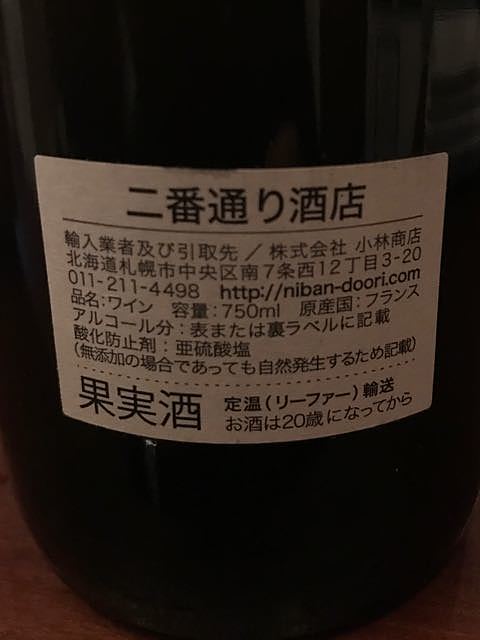 二番通り酒店
輸入業者及び引取先／株式会社 小林商店
北海道札幌市中央区南7条西12丁目3-20
011-211-4498 http://niban-doori.com
品名:ワイン 容量:750ml 原産国:フランス
アルコール分:表または裏ラベルに記載
酸化防止剤:亜硫酸塩
(無添加の場合であっても自然発生するため記載)
果実酒 定温(リーファー)輸送
お酒は20歳になってから